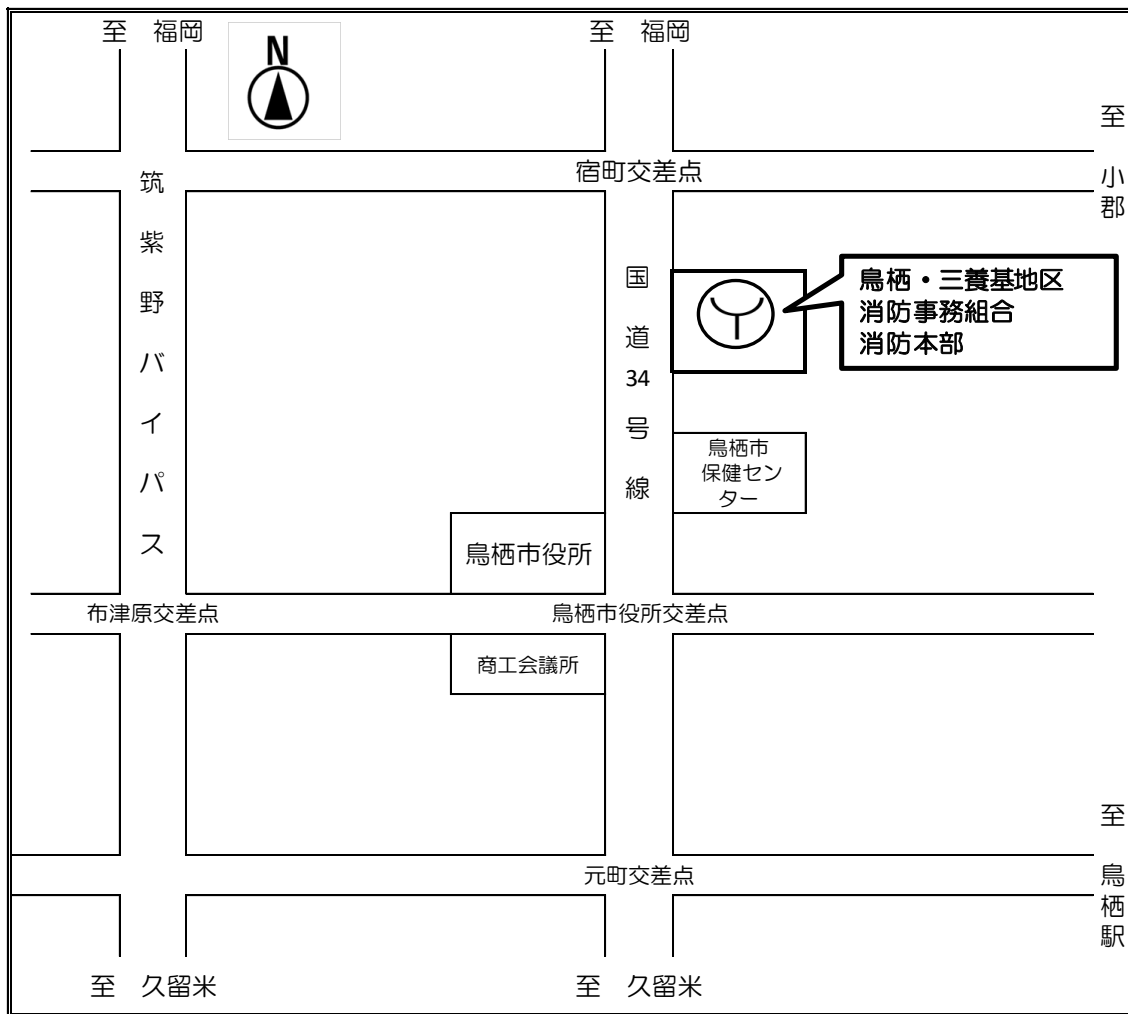 至 福岡
至 福岡
N
至 小郡
宿町交差点
筑紫野バイパス
国道34号線
鳥栖・三養基地区
消防事務組合
消防本部
鳥栖市
保健セン
ター
鳥栖市役所
布津原交差点
鳥栖市役所交差点
商工会議所
至 鳥栖駅
元町交差点
至 久留米
至 久留米